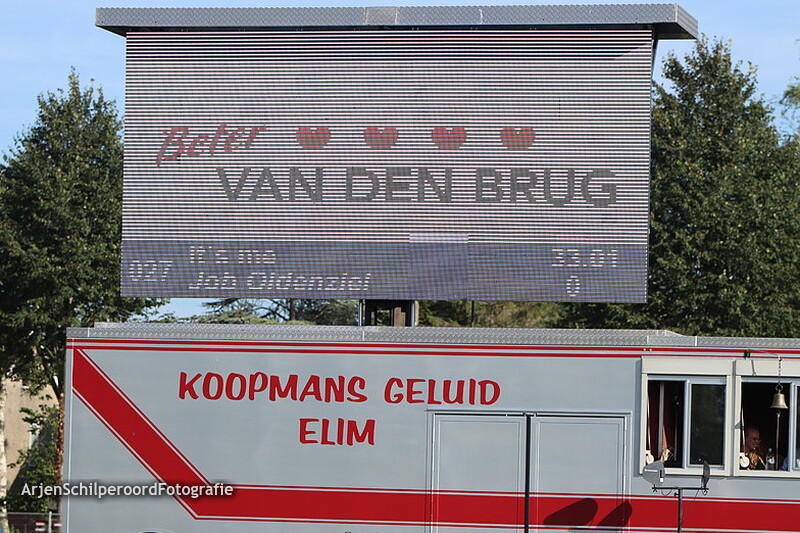 Beter
VAN DEN BRUG
027 It's me 33.01
Job Oldenziel 0
KOOPMANS GELUID
ELIM
ArjenSchilperoordFotografie